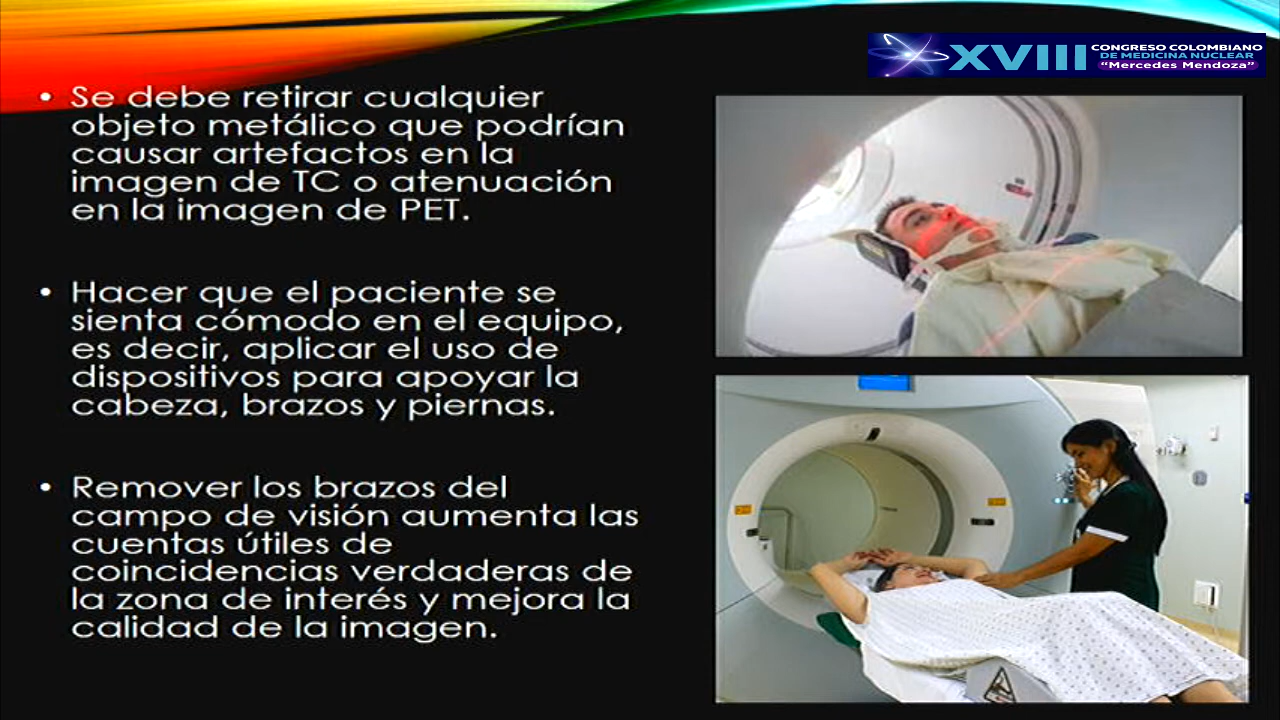 XVIII CONGRESO COLOMBIANO
DE MEDICINA NUCLEAR
“Mercedes Mendoza”
• Se debe retirar cualquier
objeto metálico que podrían
causar artefactos en la
imagen de TC o atenuación
en la imagen de PET.
• Hacer que el paciente se
sienta cómodo en el equipo,
es decir, aplicar el uso de
dispositivos para apoyar la
cabeza, brazos y piernas.
• Remover los brazos del
campo de visión aumenta las
cuentas útiles de
coincidencias verdaderas de
la zona de interés y mejora la
calidad de la imagen.